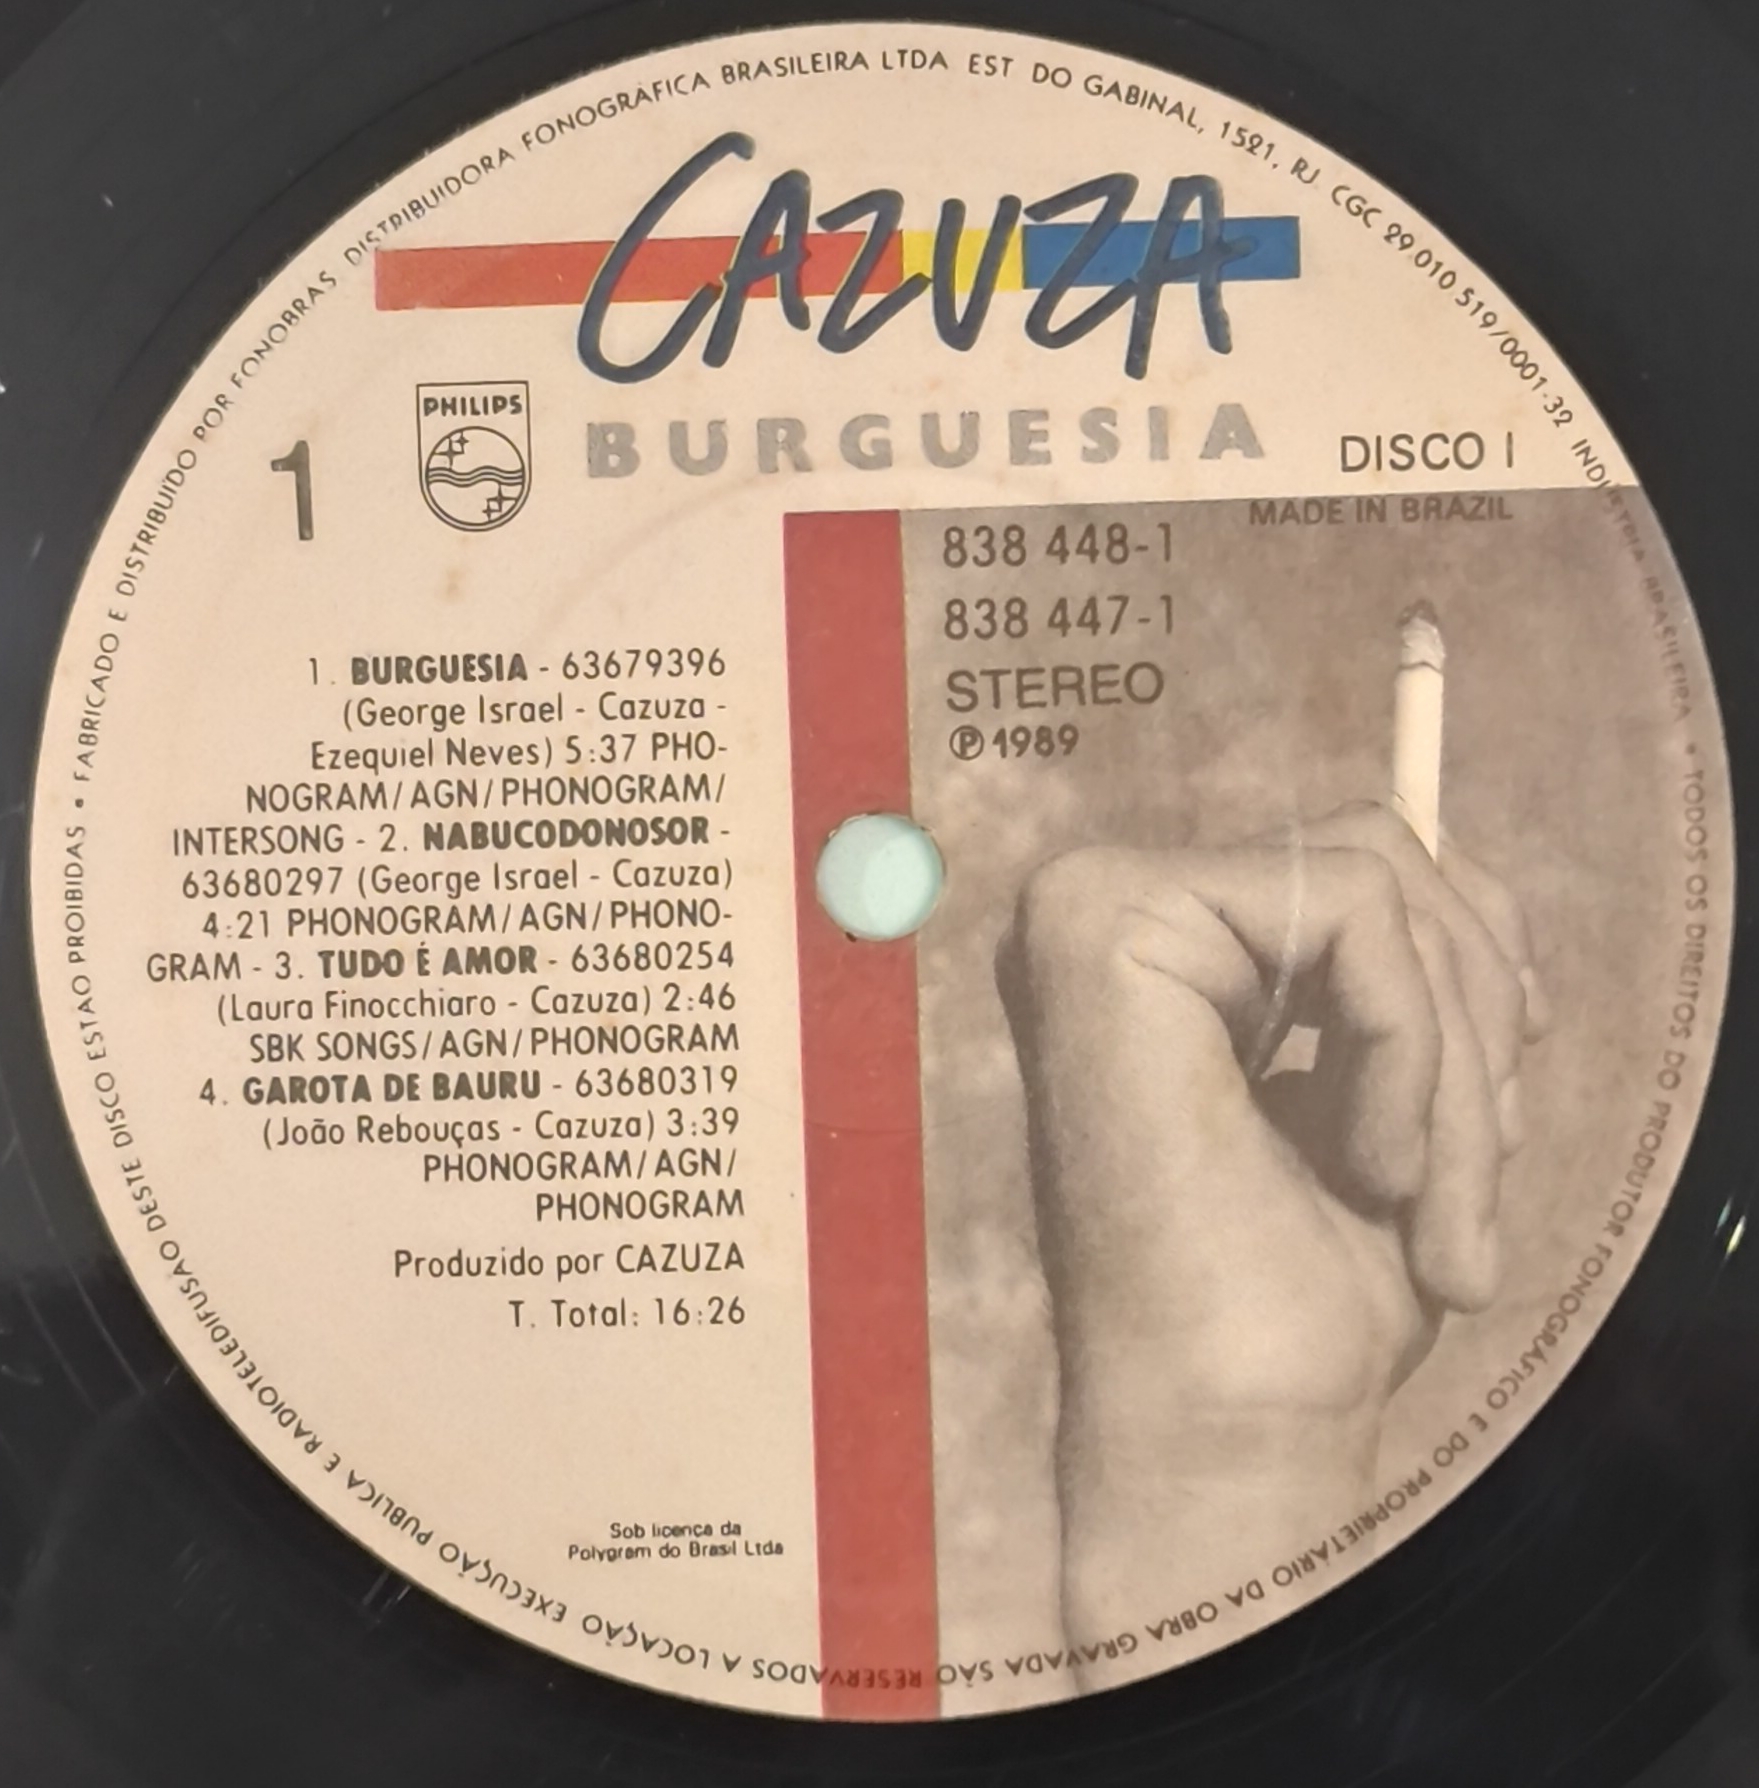 FABRICADO E DISTRIBUÍDO POR FONOBRAS DISTRIBUIDORA FONOGRÁFICA BRASILEIRA LTDA EST DO GABINAL, 1521, RJ. CGC 29.010 519/0001-32 INDÚSTRIA BRASILEIRA • TODOS OS DIREITOS DO PRODUTOR FONOGRÁFICO E DO PROPRIETÁRIO DA OBRA GRAVADA SÃO RESERVADOS A LOCAÇÃO EXECUÇÃO PUBLICA E RADIOTELEDIFUSÃO DESTE DISCO ESTAO PROIBIDAS •
CAZUZA
BURGUESIA
1
PHILIPS
DISCO I
MADE IN BRAZIL
838 448-1
838 447-1
STEREO
℗ 1989
1. BURGUESIA - 63679396
(George Israel - Cazuza -
Ezequiel Neves) 5:37 PHO-
NOGRAM/AGN/PHONOGRAM/
INTERSONG - 2. NABUCODONOSOR -
63680297 (George Israel - Cazuza)
4:21 PHONOGRAM/AGN/PHONO-
GRAM - 3. TUDO É AMOR - 63680254
(Laura Finocchiaro - Cazuza) 2:46
SBK SONGS/AGN/PHONOGRAM
4. GAROTA DE BAURU - 63680319
(João Rebouças - Cazuza) 3:39
PHONOGRAM/AGN/
PHONOGRAM
Produzido por CAZUZA
T. Total: 16:26
Sob licença da
Polygram do Brasil Ltda